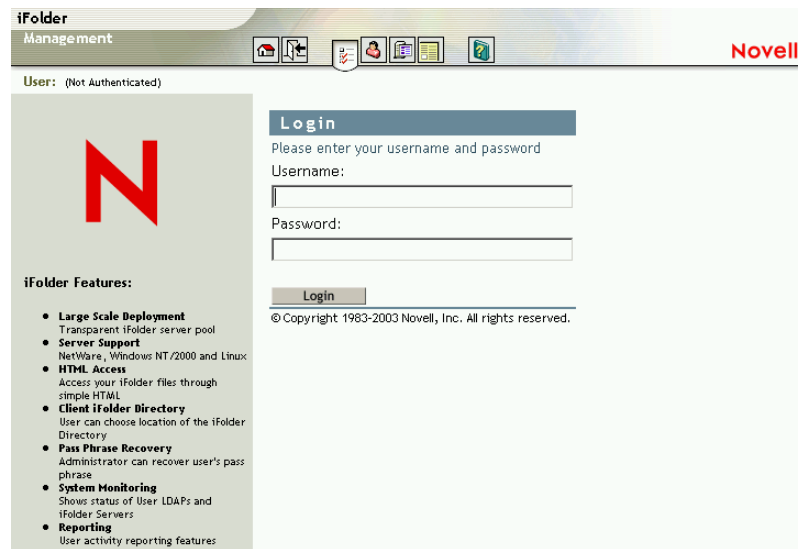 iFolder
Management
Novell
User: (Not Authenticated)
N
iFolder Features:
• Large Scale Deployment
Transparent iFolder server pool
• Server Support
NetWare, Windows NT/2000 and Linux
• HTML Access
Access your iFolder files through
simple HTML
• Client iFolder Directory
User can choose location of the iFolder
Directory
• Pass Phrase Recovery
Administrator can recover user's pass
phrase
• System Monitoring
Shows status of User LDAPs and
iFolder Servers
• Reporting
User activity reporting features
Login
Please enter your username and password
Username:
Password:
Login
© Copyright 1983-2003 Novell, Inc. All rights reserved.